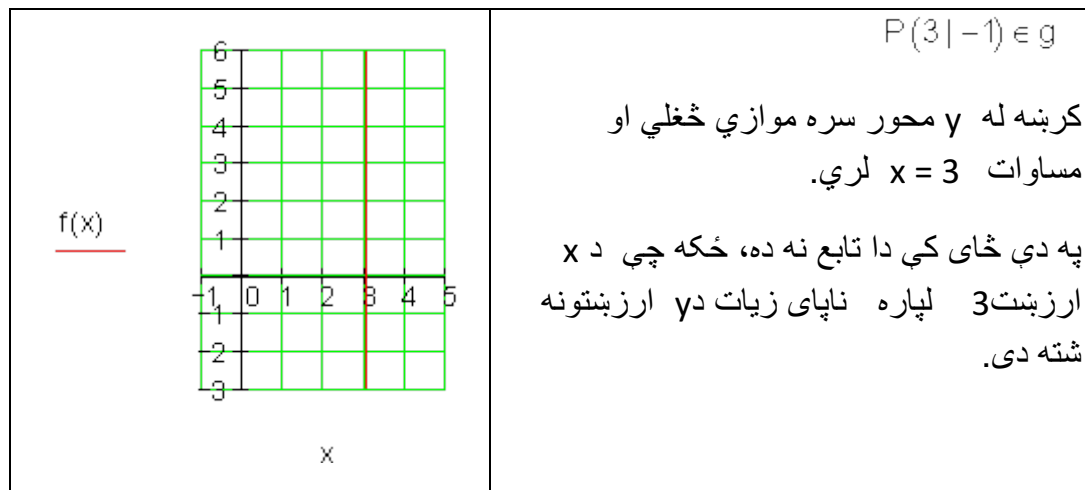 P(3|−1) ∈ g
کرښه له y محور سره موازي ځغلي او
مساوات x = 3 لري.
په دې ځای کې دا تابع نه ده، ځکه چې د x
ارزښت3 لپاره ناپای زیات دy ارزښتونه
شته دی.
f(x)
6
5
4
3
2
1
−1 0 1 2 3 4 5
−1
−2
−3
x